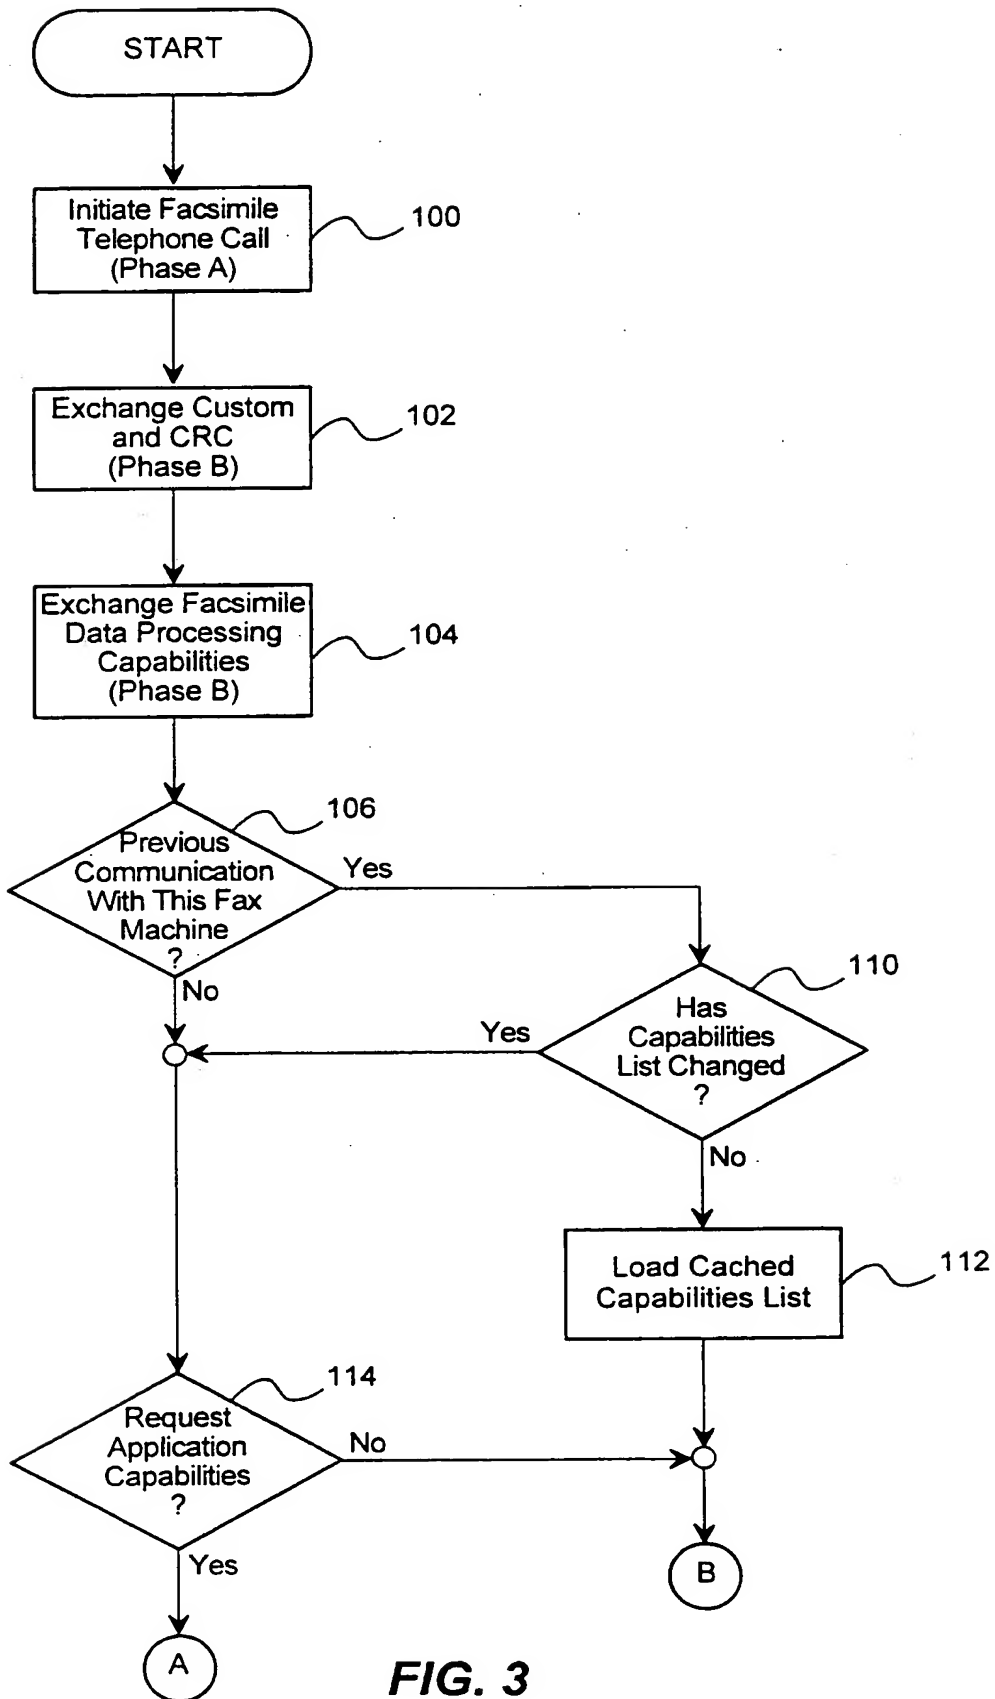 START
Initiate Facsimile
Telephone Call
(Phase A)
100
Exchange Custom
and CRC
(Phase B)
102
Exchange Facsimile
Data Processing
Capabilities
(Phase B)
104
106
Previous
Communication
With This Fax
Machine
?
Yes
No
110
Has
Capabilities
List Changed
?
Yes
No
Load Cached
Capabilities List
112
114
Request
Application
Capabilities
?
No
Yes
B
A
FIG. 3